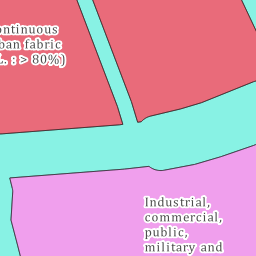 ontinuous
ban fabric
. : > 80%)
Industrial,
commercial,
public,
military and